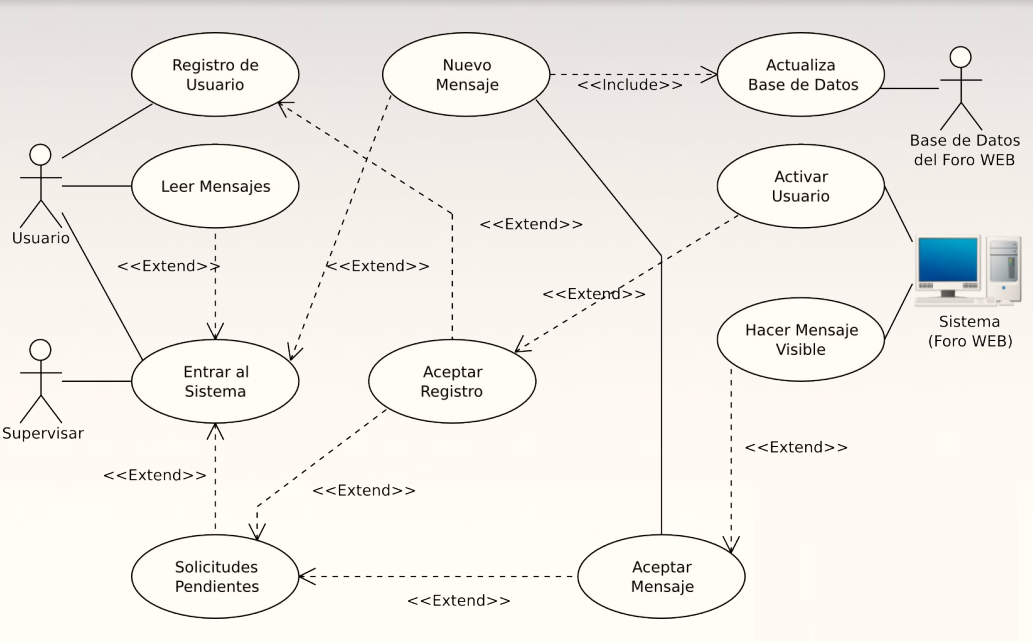 Registro de
Usuario
Nuevo
Mensaje
Actualiza
Base de Datos
<<Include>>
Base de Datos
del Foro WEB
Leer Mensajes
Activar
Usuario
Usuario
<<Extend>>
<<Extend>>
<<Extend>>
<<Extend>>
Sistema
(Foro WEB)
Hacer Mensaje
Visible
Entrar al
Sistema
Aceptar
Registro
Supervisar
<<Extend>>
<<Extend>>
<<Extend>>
Solicitudes
Pendientes
Aceptar
Mensaje
<<Extend>>